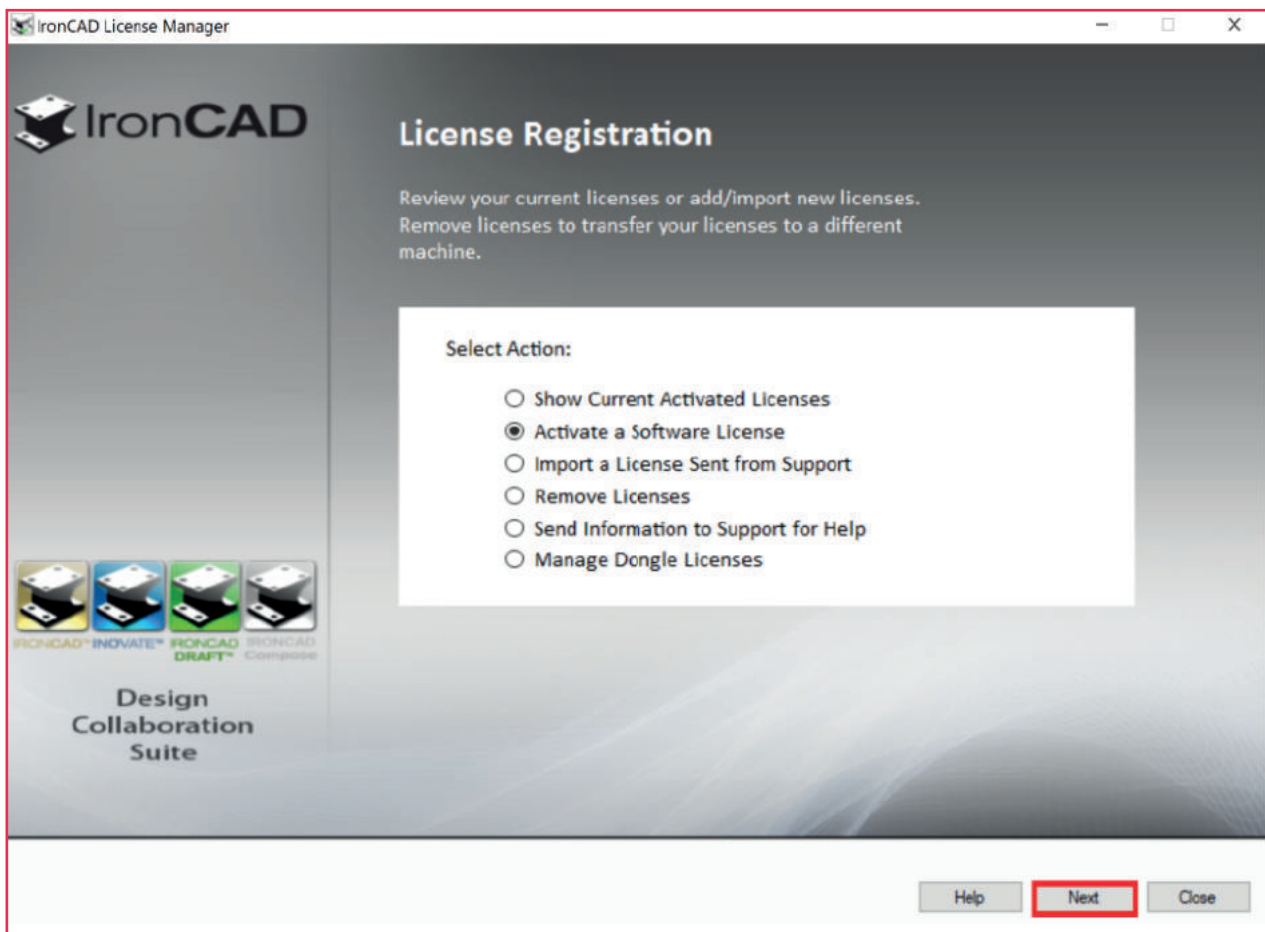 IronCAD License Manager
IronCAD
License Registration
Review your current licenses or add/import new licenses.
Remove licenses to transfer your licenses to a different
machine.
Select Action:
Show Current Activated Licenses
Activate a Software License
Import a License Sent from Support
Remove Licenses
Send Information to Support for Help
Manage Dongle Licenses
IRONCAD™ INOVATE™ IRONCAD DRAFT™ IRONCAD Compose
Design
Collaboration
Suite
Help Next Close